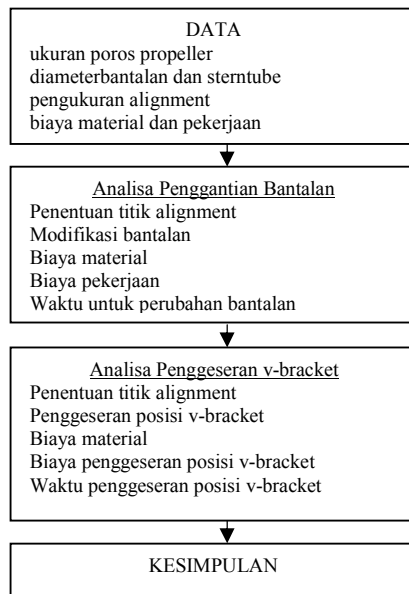 DATA
ukuran poros propeller
diameterbantalan dan sterntube
pengukuran alignment
biaya material dan pekerjaan
Analisa Penggantian Bantalan
Penentuan titik alignment
Modifikasi bantalan
Biaya material
Biaya pekerjaan
Waktu untuk perubahan bantalan
Analisa Penggeseran v-bracket
Penentuan titik alignment
Penggeseran posisi v-bracket
Biaya material
Biaya penggeseran posisi v-bracket
Waktu penggeseran posisi v-bracket
KESIMPULAN